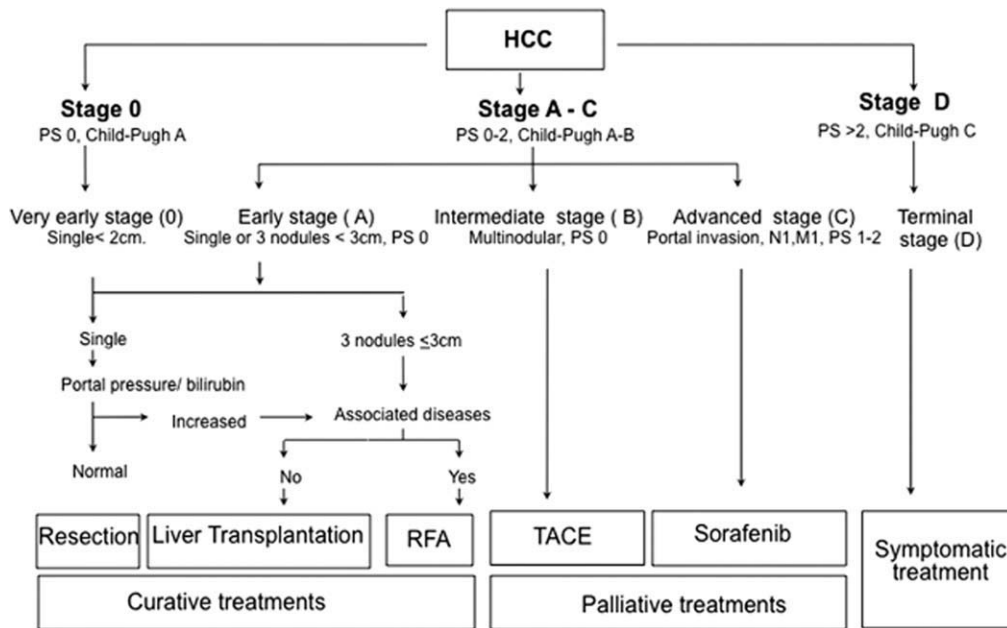 HCC
Stage 0
PS 0, Child-Pugh A
Stage A - C
PS 0-2, Child-Pugh A-B
Stage D
PS >2, Child-Pugh C
Very early stage (0)
Single< 2cm.
Early stage ( A)
Single or 3 nodules < 3cm, PS 0
Intermediate stage ( B)
Multinodular, PS 0
Advanced stage (C)
Portal invasion, N1,M1, PS 1-2
Terminal
stage (D)
Single
3 nodules ≤3cm
Portal pressure/ bilirubin
Increased
Associated diseases
Normal
No
Yes
Resection
Liver Transplantation
RFA
TACE
Sorafenib
Symptomatic
treatment
Curative treatments
Palliative treatments